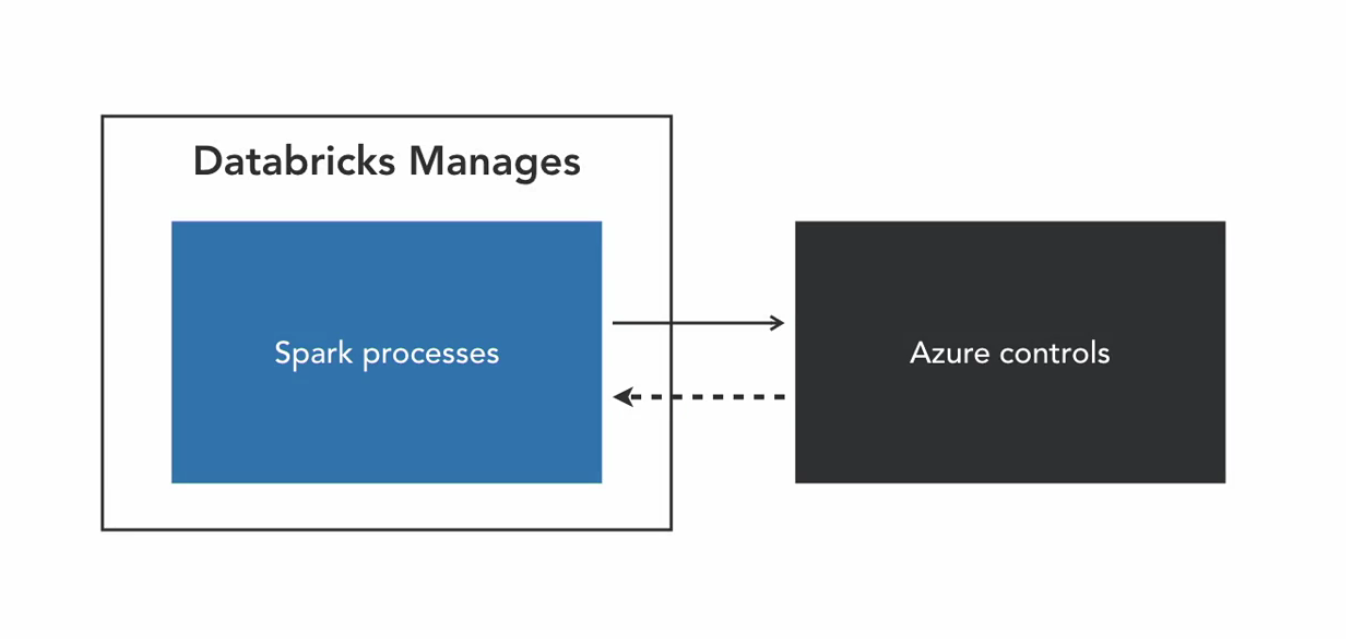 Databricks Manages
Spark processes
Azure controls